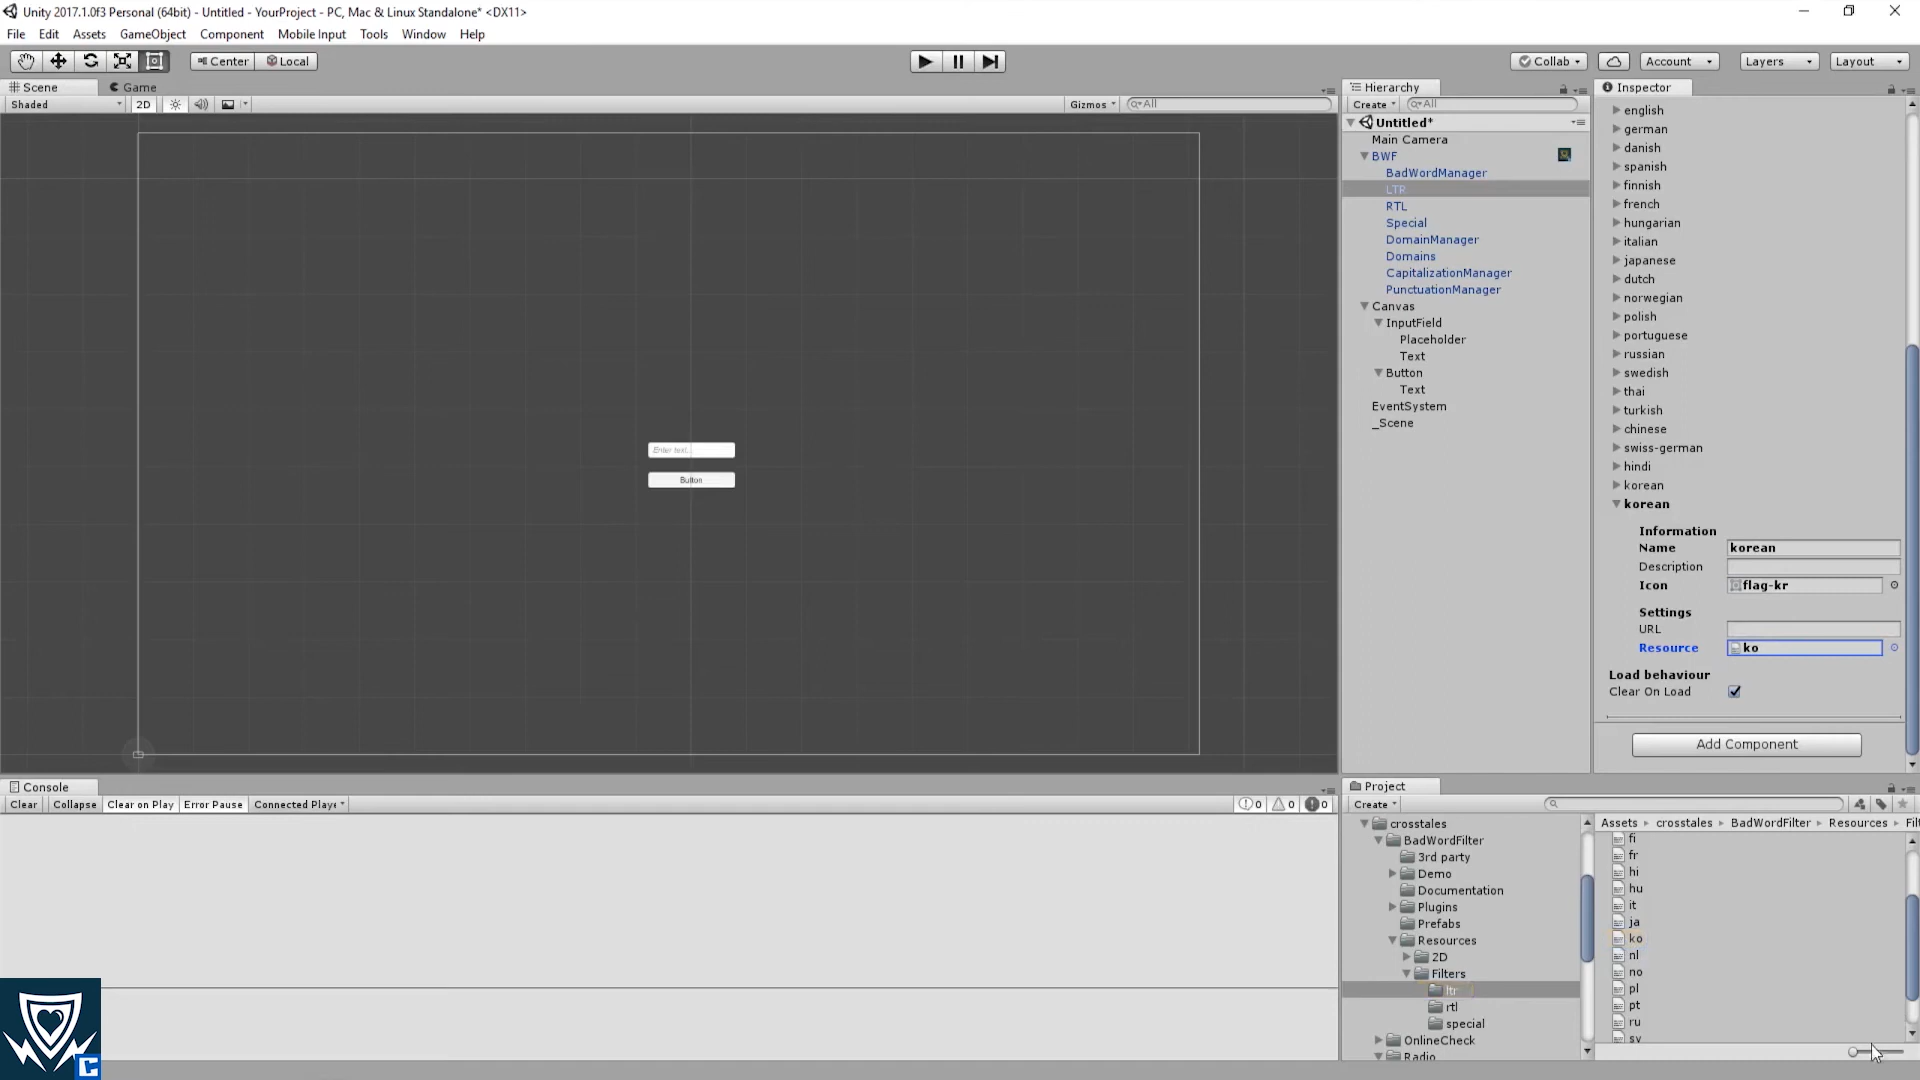 Unity 2017.1.0f3 Personal (64bit) - Untitled - YourProject - PC, Mac & Linux Standalone* <DX11>
File Edit Assets GameObject Component Mobile Input Tools Window Help
Center Local Collab Account Layers Layout
Scene Game
Shaded 2D Gizmos All
Enter text...
Button
Hierarchy
Create All
Untitled*
Main Camera
BWF
BadWordManager
LTR
RTL
Special
DomainManager
Domains
CapitalizationManager
PunctuationManager
Canvas
InputField
Placeholder
Text
Button
Text
EventSystem
_Scene
Inspector
english
german
danish
spanish
finnish
french
hungarian
italian
japanese
dutch
norwegian
polish
portuguese
russian
swedish
thai
turkish
chinese
swiss-german
hindi
korean
korean
Information
Name korean
Description
Icon flag-kr
Settings
URL
Resource ko
Load behaviour
Clear On Load
Add Component
Console
Clear Collapse Clear on Play Error Pause Connected Playe 0 0 0
Project
Create
crosstales
BadWordFilter
3rd party
Demo
Documentation
Plugins
Prefabs
Resources
2D
Filters
ltr
rtl
special
OnlineCheck
Radio
Assets crosstales BadWordFilter Resources Filt
fi
fr
hi
hu
it
ja
ko
nl
no
pl
pt
ru
sv